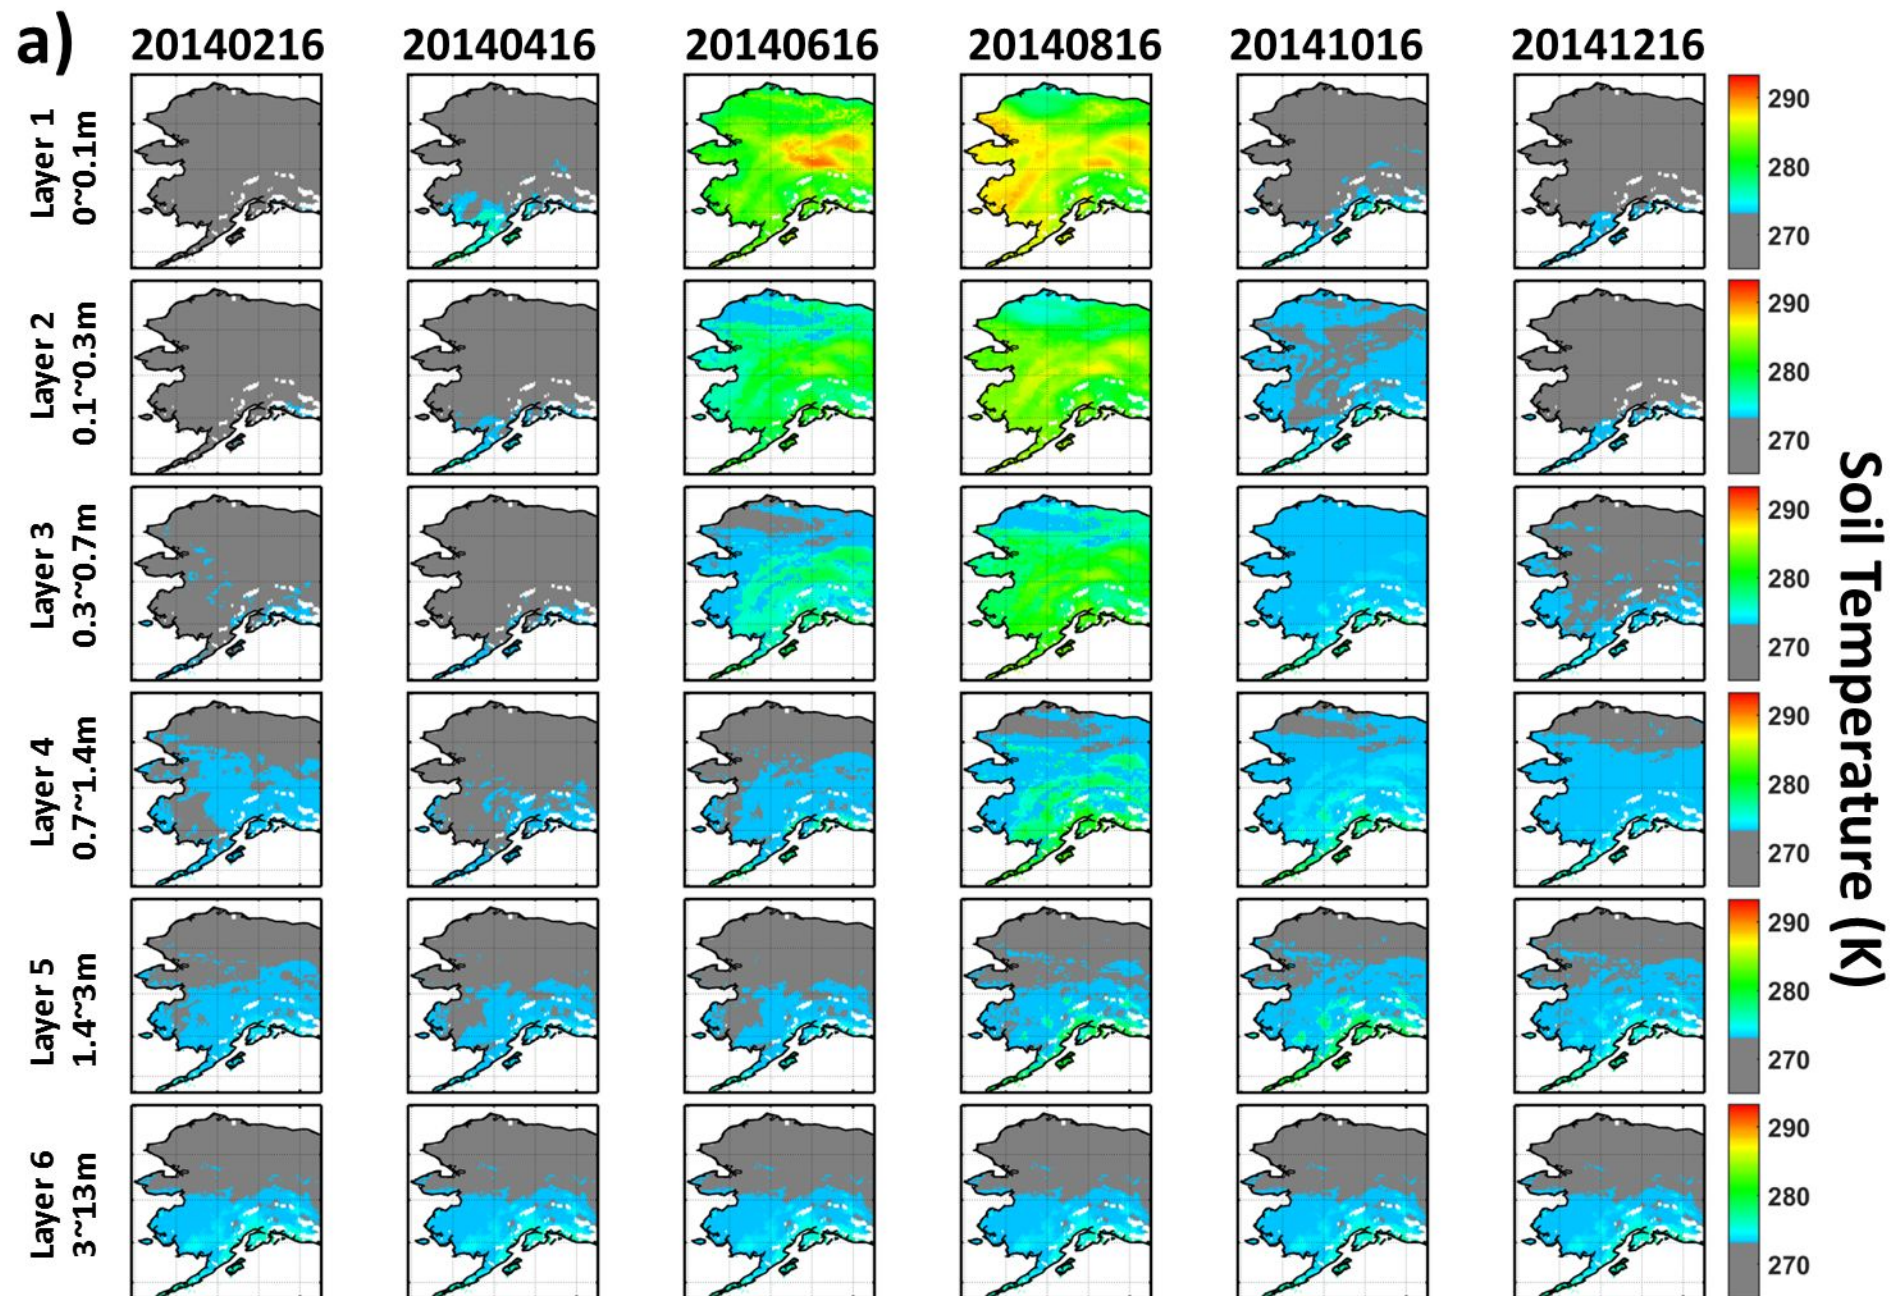 a)
20140216 20140416 20140616 20140816 20141016 20141216
Layer 1
0~0.1m
290
280
270
Layer 2
0.1~0.3m
290
280
270
Layer 3
0.3~0.7m
290
280
270
Layer 4
0.7~1.4m
290
280
270
Layer 5
1.4~3m
290
280
270
Layer 6
3~13m
290
280
270
Soil Temperature (K)